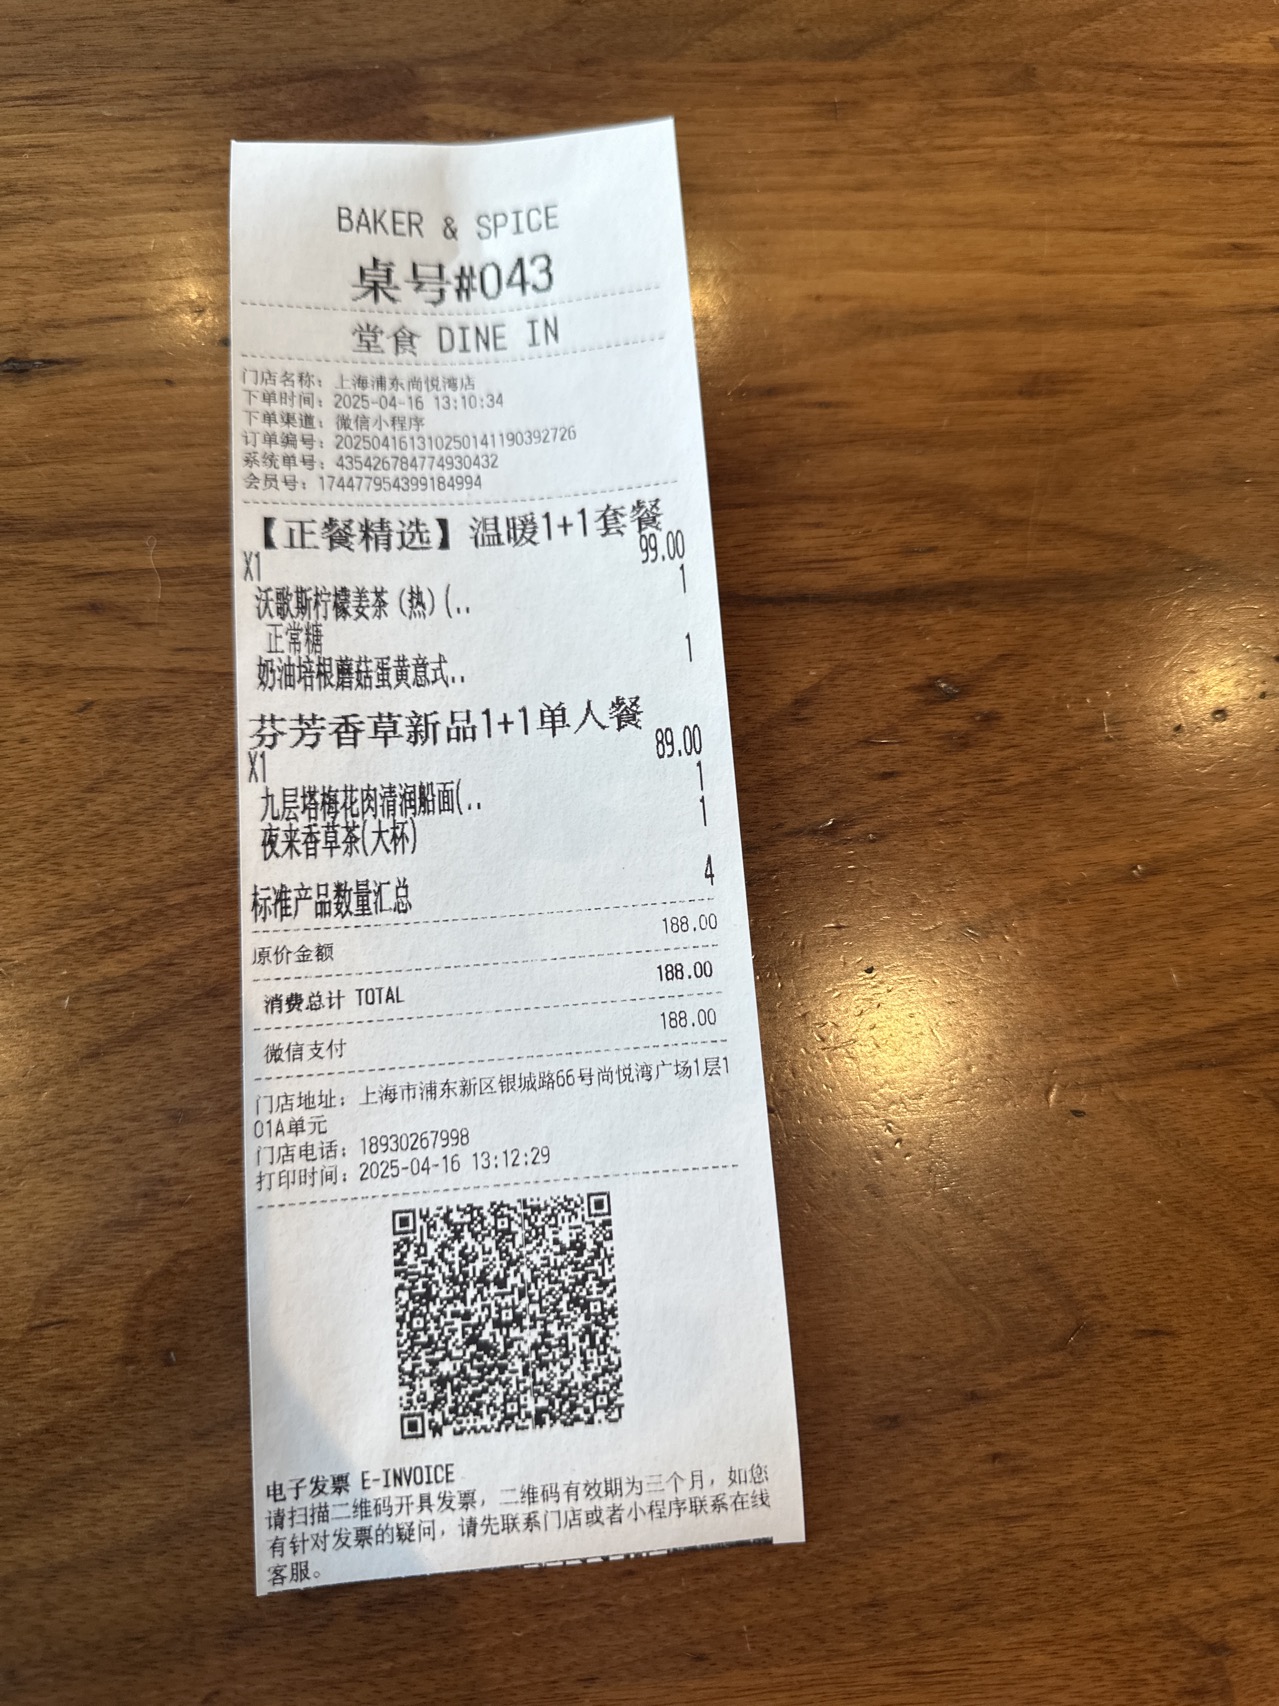 BAKER & SPICE
桌号#043
堂食 DINE IN
门店名称：上海浦东尚悦湾店
下单时间：2025-04-16 13:10:34
下单渠道：微信小程序
订单编号：202504161310250141190392726
系统单号：435426784774930432
会员号：174477954399184994
【正餐精选】温暖1+1套餐
X1 99.00
沃歌斯柠檬姜茶（热）(.. 1
正常糖
奶油培根蘑菇蛋黄意式.. 1
芬芳香草新品1+1单人餐
X1 89.00
九层塔梅花肉清润船面(.. 1
夜来香草茶(大杯) 1
标准产品数量汇总 4
原价金额 188.00
消费总计 TOTAL 188.00
微信支付 188.00
门店地址：上海市浦东新区银城路66号尚悦湾广场1层1
01A单元
门店电话：18930267998
打印时间：2025-04-16 13:12:29
电子发票 E-INVOICE
请扫描二维码开具发票，二维码有效期为三个月，如您
有针对发票的疑问，请先联系门店或者小程序联系在线
客服。